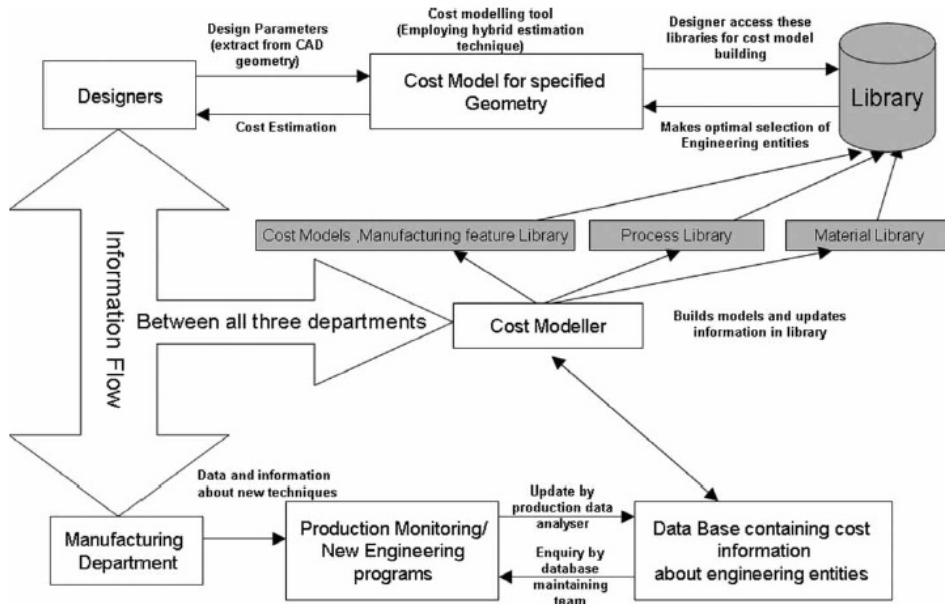 Design Parameters
(extract from CAD
geometry)
Cost modelling tool
(Employing hybrid estimation
technique)
Designer access these
libraries for cost model
building
Designers
Cost Model for specified
Geometry
Library
Cost Estimation
Makes optimal selection of
Engineering entities
Cost Models ,Manufacturing feature Library
Process Library
Material Library
Information Flow
Between all three departments
Cost Modeller
Builds models and updates
information in library
Data and information
about new techniques
Manufacturing
Department
Production Monitoring/
New Engineering
programs
Update by
production data
analyser
Enquiry by
database
maintaining
team
Data Base containing cost
information
about engineering entities